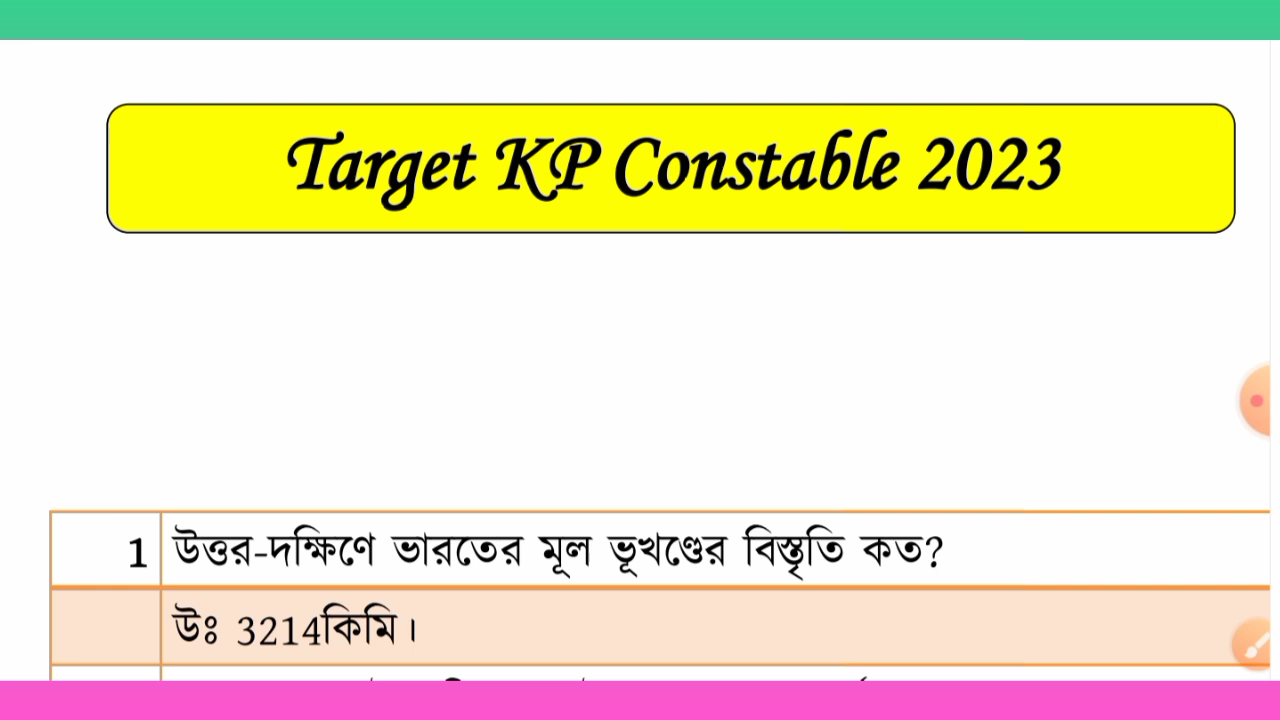 Target KP Constable 2023
1 উত্তর-দক্ষিণে ভারতের মূল ভূখণ্ডের বিস্তৃতি কত?
উঃ 3214কিমি।